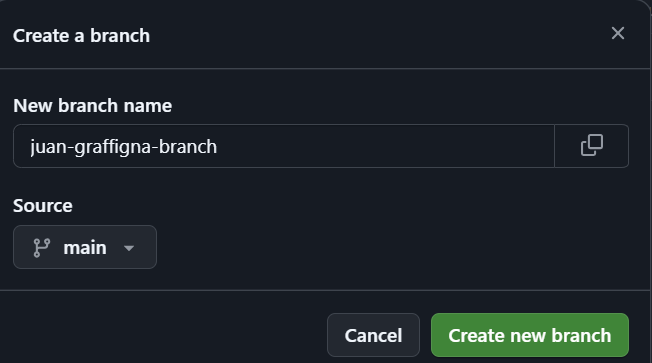 Create a branch
New branch name
juan-graffigna-branch
Source
main
Cancel
Create new branch